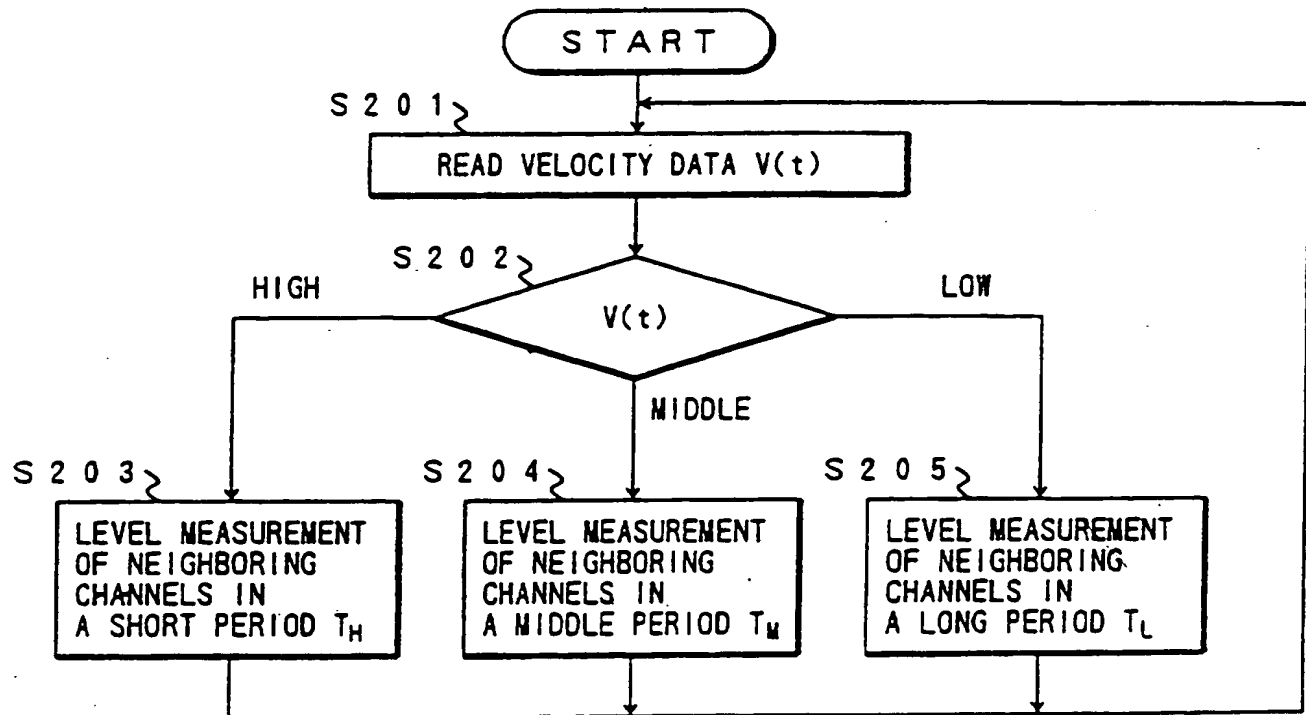 START
S201
READ VELOCITY DATA V(t)
S202
HIGH
LOW
V(t)
MIDDLE
S203
LEVEL MEASUREMENT
OF NEIGHBORING
CHANNELS IN
A SHORT PERIOD T_H
S204
LEVEL MEASUREMENT
OF NEIGHBORING
CHANNELS IN
A MIDDLE PERIOD T_M
S205
LEVEL MEASUREMENT
OF NEIGHBORING
CHANNELS IN
A LONG PERIOD T_L